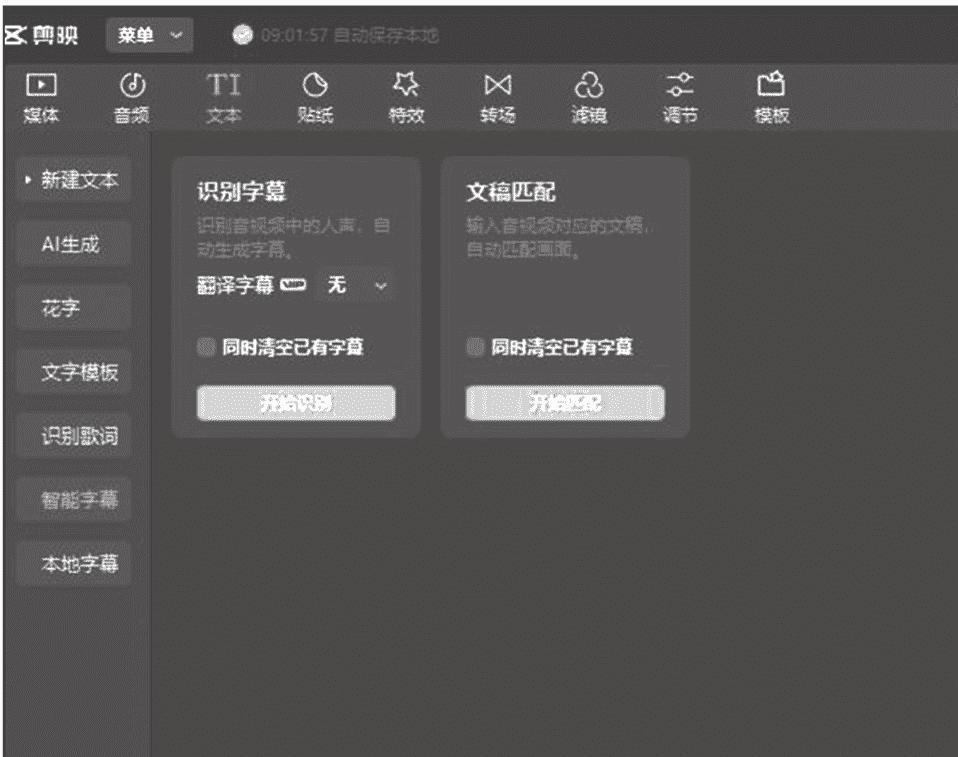 剪映 菜单 09:01:57 自动保存本地
TI
媒体 音频 文本 贴纸 特效 转场 滤镜 调节 模板
新建文本
AI生成
花字
文字模板
识别歌词
智能字幕
本地字幕
识别字幕
识别音视频中的人声，自
动生成字幕。
翻译字幕 无
同时清空已有字幕
开始识别
文稿匹配
输入音视频对应的文稿，
自动匹配画面。
同时清空已有字幕
开始匹配